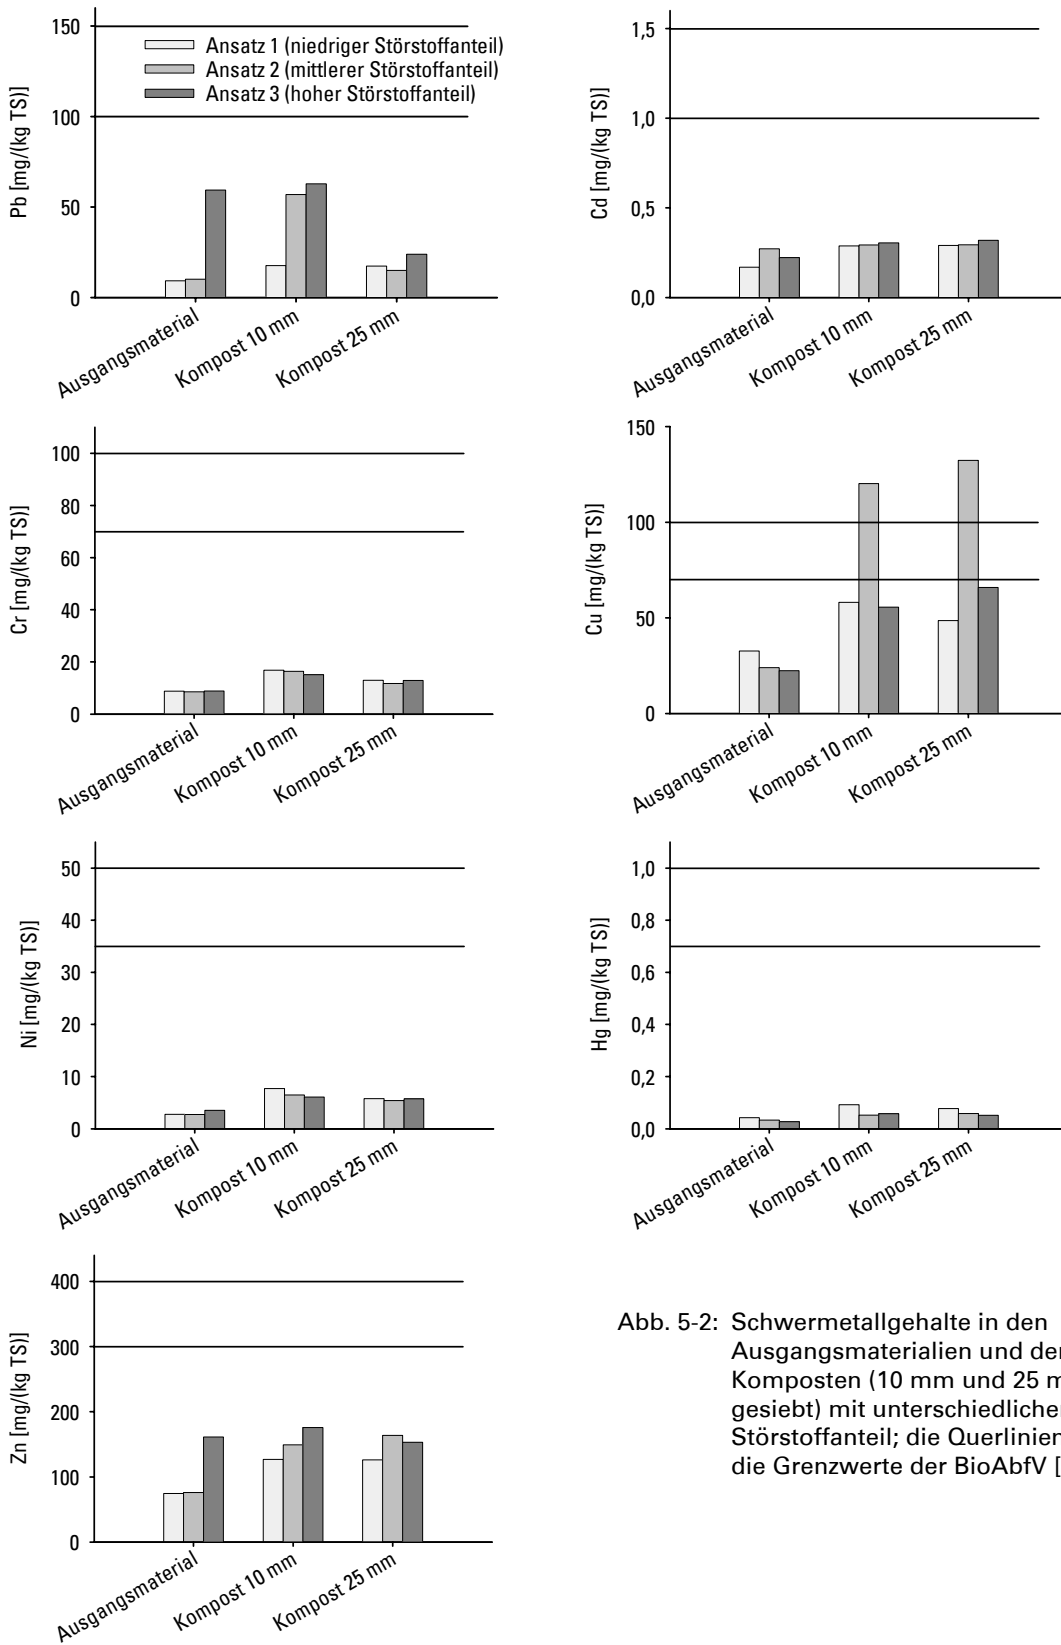 150
100
50
0
Pb [mg/(kg TS)]
Ansatz 1 (niedriger Störstoffanteil)
Ansatz 2 (mittlerer Störstoffanteil)
Ansatz 3 (hoher Störstoffanteil)
Ausgangsmaterial
Kompost 10 mm
Kompost 25 mm
1,5
1,0
0,5
0,0
Cd [mg/(kg TS)]
Ausgangsmaterial
Kompost 10 mm
Kompost 25 mm
100
80
60
40
20
0
Cr [mg/(kg TS)]
Ausgangsmaterial
Kompost 10 mm
Kompost 25 mm
150
100
50
0
Cu [mg/(kg TS)]
Ausgangsmaterial
Kompost 10 mm
Kompost 25 mm
50
40
30
20
10
0
Ni [mg/(kg TS)]
Ausgangsmaterial
Kompost 10 mm
Kompost 25 mm
1,0
0,8
0,6
0,4
0,2
0,0
Hg [mg/(kg TS)]
Ausgangsmaterial
Kompost 10 mm
Kompost 25 mm
400
300
200
100
0
Zn [mg/(kg TS)]
Ausgangsmaterial
Kompost 10 mm
Kompost 25 mm
Abb. 5-2: Schwermetallgehalte in den
Ausgangsmaterialien und
Komposten (10 mm und 25
gesiebt) mit
Störstoffanteil; die Querlinien
die Grenzwerte der BioAbfV [